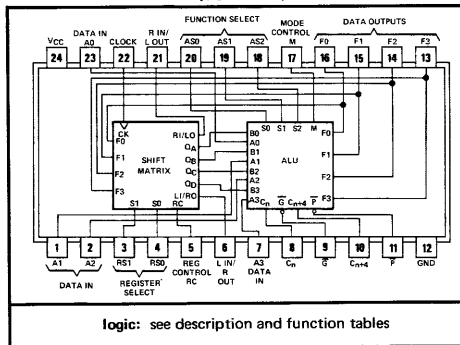 FUNCTION SELECT
MODE CONTROL M
DATA OUTPUTS
VCC
DATA IN A0
CLOCK
R IN/ L OUT
AS0 AS1 AS2
F0 F1 F2 F3
24 23 22 21 20 19 18 17 16 15 14 13
CK
F0
F1
F2
F3
SHIFT MATRIX
RI/LO
QA
QB
QC
QD
LI/RO
S1 S0 RC
S0 S1 S2 M
B0
A0
B1
A1
B2
A2
B3
A3
ALU
F0
F1
F2
F3
Cn G Cn+4 P
1 2 3 4 5 6 7 8 9 10 11 12
A1 A2 RS1 RS0
REG CONTROL RC
L IN/ R OUT
A3 DATA IN
Cn G Cn+4 P GND
DATA IN
REGISTER SELECT
logic: see description and function tables